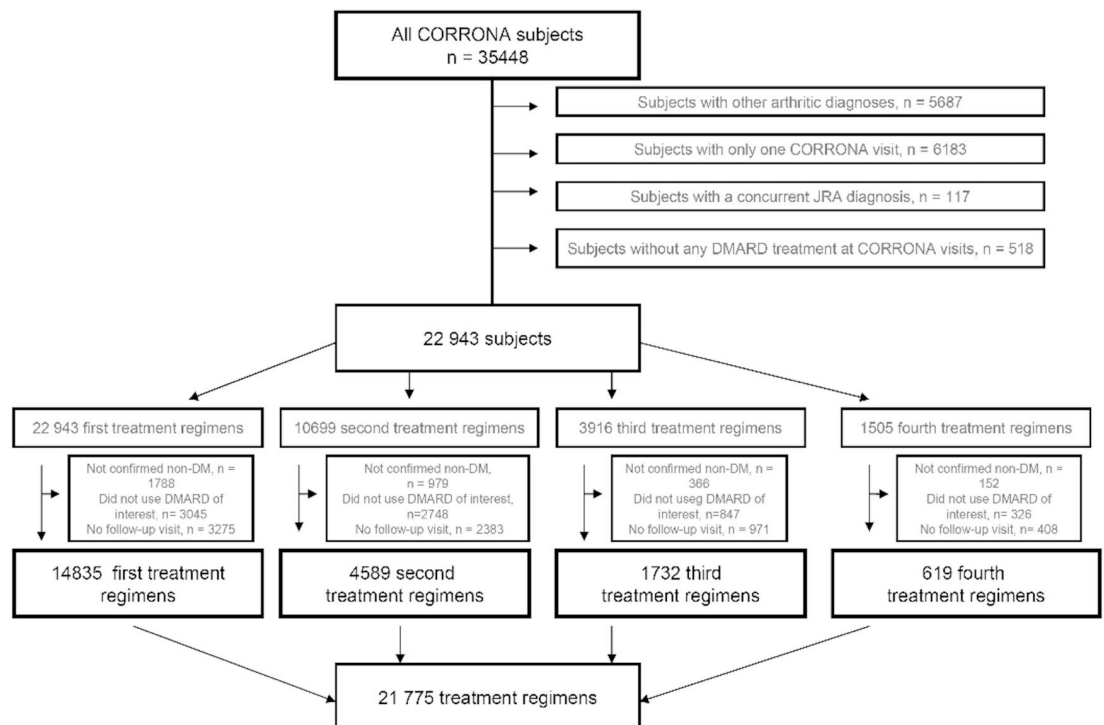 All CORRONA subjects
n = 35448
Subjects with other arthritic diagnoses, n = 5687
Subjects with only one CORRONA visit, n = 6183
Subjects with a concurrent JRA diagnosis, n = 117
Subjects without any DMARD treatment at CORRONA visits, n = 518
22 943 subjects
22 943 first treatment regimens
10699 second treatment regimens
3916 third treatment regimens
1505 fourth treatment regimens
Not confirmed non-DM, n =
1788
Did not use DMARD of
interest, n= 3045
No follow-up visit, n = 3275
Not confirmed non-DM,
n = 979
Did not use DMARD of interest,
n=2748
No follow-up visit, n = 2383
Not confirmed non-DM, n =
366
Did not useg DMARD of
interest, n=847
No follow-up visit, n = 971
Not confirmed non-DM, n =
152
Did not use DMARD of
interest, n = 326
No follow-up visit, n= 408
14835 first treatment
regimens
4589 second
treatment regimens
1732 third
treatment regimens
619 fourth
treatment regimens
21 775 treatment regimens